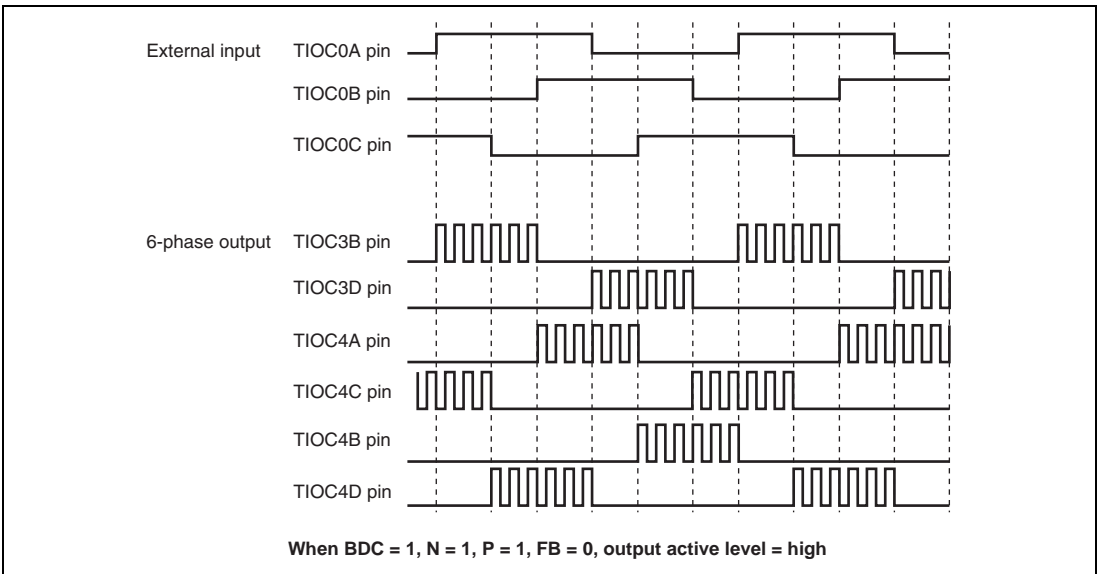 External input TIOC0A pin
TIOC0B pin
TIOC0C pin
6-phase output TIOC3B pin
TIOC3D pin
TIOC4A pin
TIOC4C pin
TIOC4B pin
TIOC4D pin
When BDC = 1, N = 1, P = 1, FB = 0, output active level = high